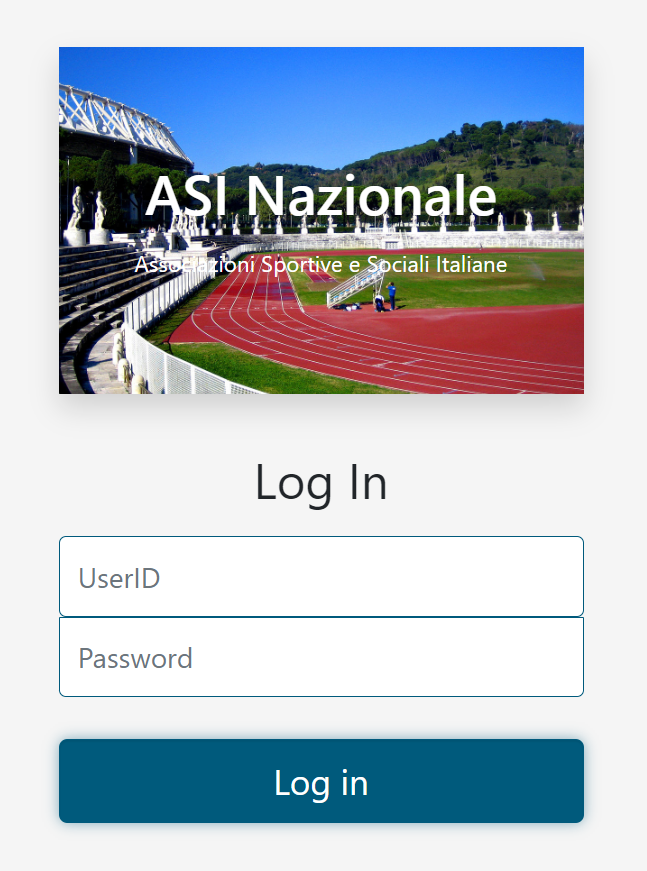 ASI Nazionale
Associazioni Sportive e Sociali Italiane
Log In
UserID
Password
Log in